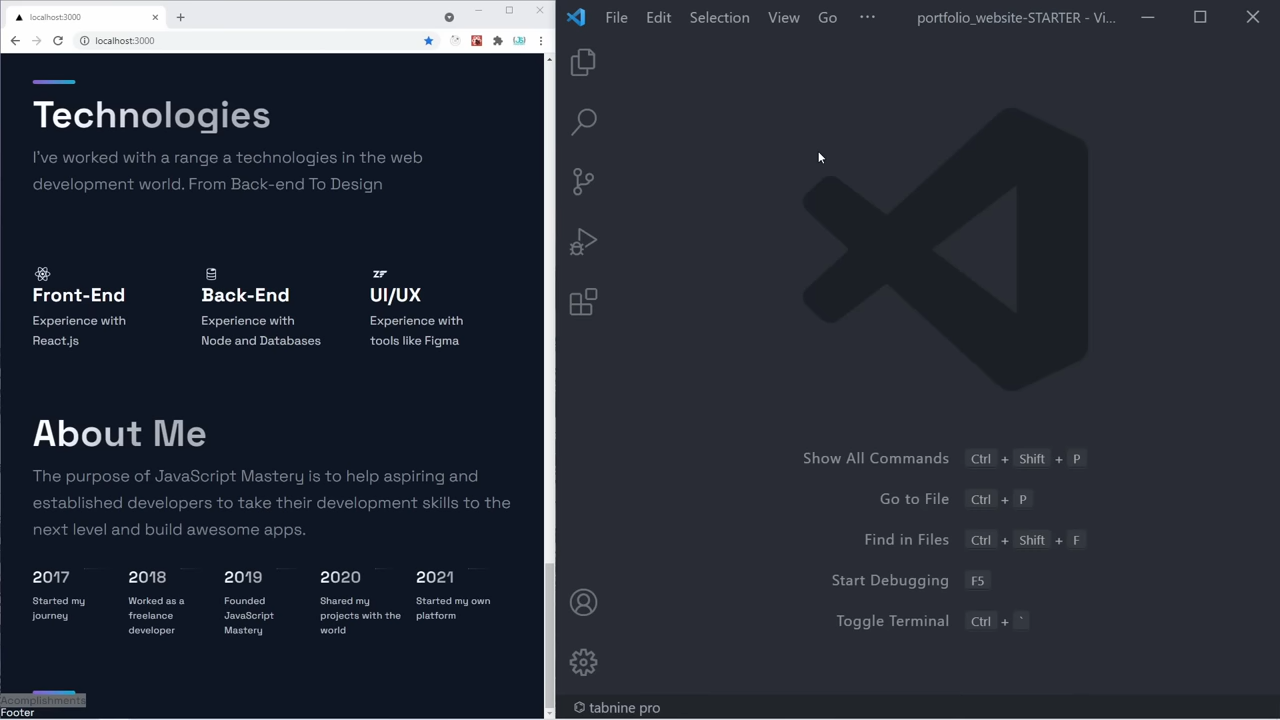 localhost:3000
localhost:3000
Technologies
I've worked with a range a technologies in the web
development world. From Back-end To Design
Front-End
Experience with
React.js
Back-End
Experience with
Node and Databases
UI/UX
Experience with
tools like Figma
About Me
The purpose of JavaScript Mastery is to help aspiring and
established developers to take their development skills to the
next level and build awesome apps.
2017
Started my
journey
2018
Worked as a
freelance
developer
2019
Founded
JavaScript
Mastery
2020
Shared my
projects with the
world
2021
Started my own
platform
Acomplishments
Footer
File Edit Selection View Go ··· portfolio_website-STARTER - Vi...
Show All Commands Ctrl + Shift + P
Go to File Ctrl + P
Find in Files Ctrl + Shift + F
Start Debugging F5
Toggle Terminal Ctrl + `
tabnine pro